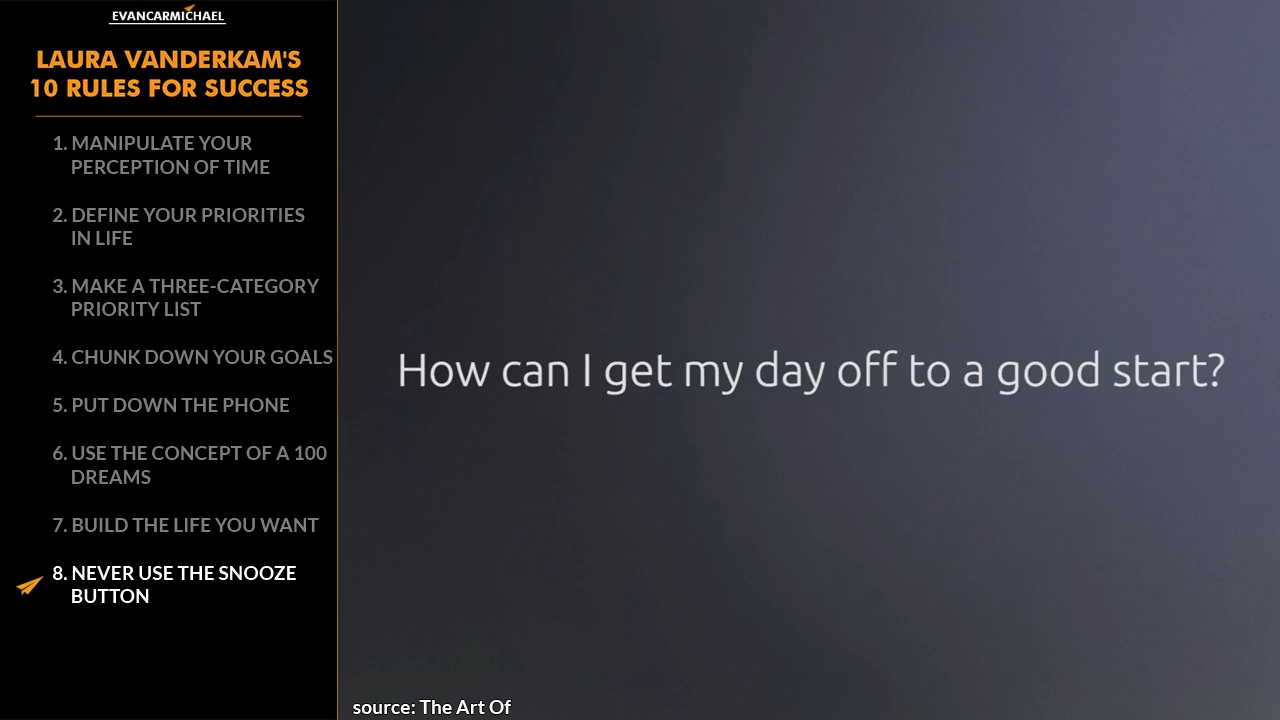 EVANCARMICHAEL
LAURA VANDERKAM'S
10 RULES FOR SUCCESS
1. MANIPULATE YOUR
PERCEPTION OF TIME
2. DEFINE YOUR PRIORITIES
IN LIFE
3. MAKE A THREE-CATEGORY
PRIORITY LIST
4. CHUNK DOWN YOUR GOALS
5. PUT DOWN THE PHONE
6. USE THE CONCEPT OF A 100
DREAMS
7. BUILD THE LIFE YOU WANT
8. NEVER USE THE SNOOZE
BUTTON
How can I get my day off to a good start?
source: The Art Of